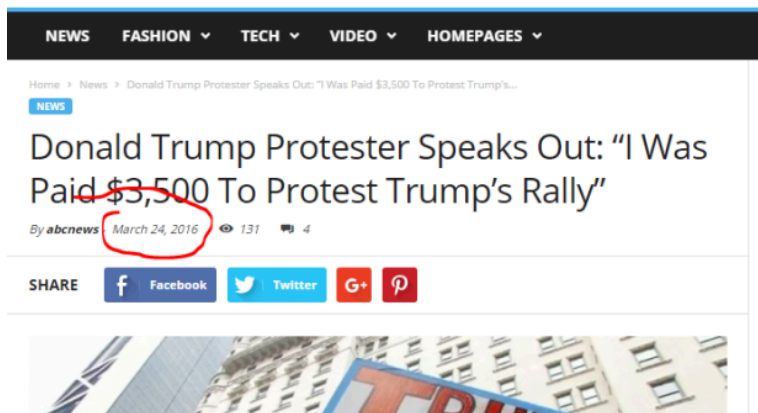 NEWS FASHION TECH VIDEO HOMEPAGES
Home > News > Donald Trump Protester Speaks Out: "I Was Paid $3,500 To Protest Trump's...
NEWS
Donald Trump Protester Speaks Out: “I Was
Paid $3,500 To Protest Trump’s Rally”
By abcnews - March 24, 2016 131 4
SHARE f Facebook Twitter G+
TRUMP